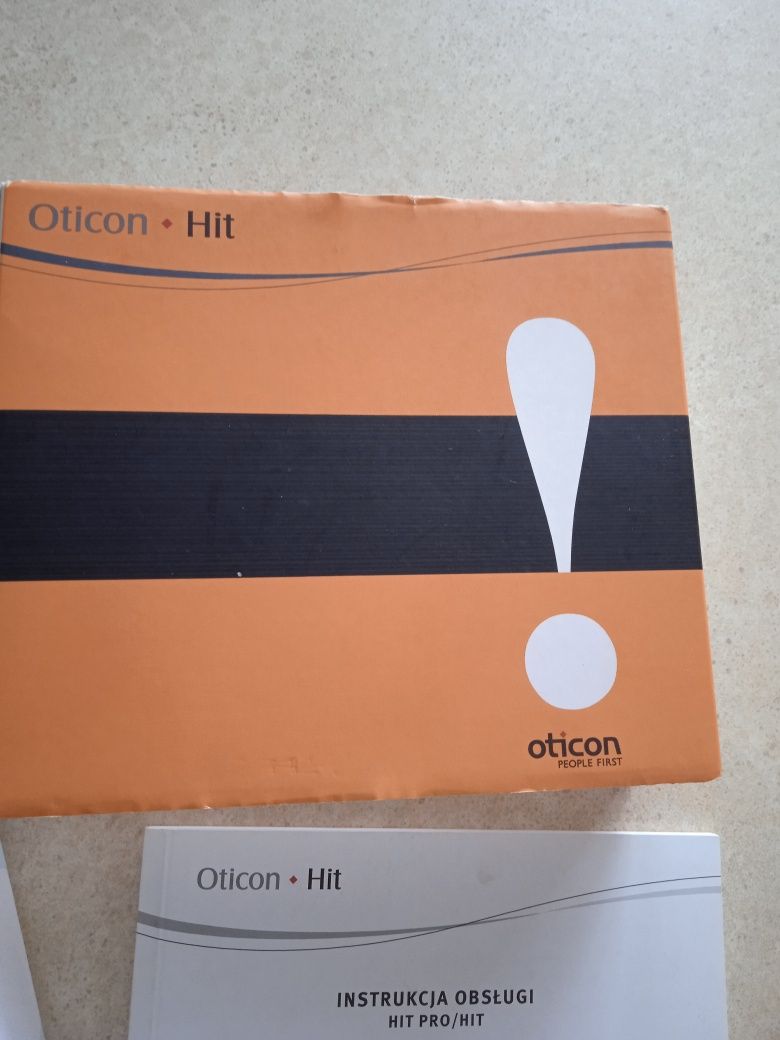 Oticon • Hit
oticon
PEOPLE FIRST
Oticon • Hit
INSTRUKCJA OBSŁUGI
HIT PRO/HIT